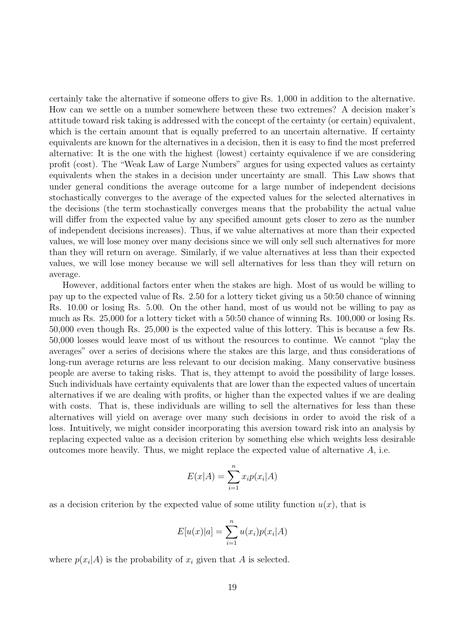 certainly take the alternative if someone offers to give Rs. 1,000 in addition to the alternative.
How can we settle on a number somewhere between these two extremes? A decision maker's
attitude toward risk taking is addressed with the concept of the certainty (or certain) equivalent,
which is the certain amount that is equally preferred to an uncertain alternative. If certainty
equivalents are known for the alternatives in a decision, then it is easy to find the most preferred
alternative: It is the one with the highest (lowest) certainty equivalence if we are considering
profit (cost). The "Weak Law of Large Numbers" argues for using expected values as certainty
equivalents when the stakes in a decision under uncertainty are small. This Law shows that
under general conditions the average outcome for a large number of independent decisions
stochastically converges to the average of the expected values for the selected alternatives in
the decisions (the term stochastically converges means that the probability the actual value
will differ from the expected value by any specified amount gets closer to zero as the number
of independent decisions increases). Thus, if we value alternatives at more than their expected
values, we will lose money over many decisions since we will only sell such alternatives for more
than they will return on average. Similarly, if we value alternatives at less than their expected
values, we will lose money because we will sell alternatives for less than they will return on
average.
However, additional factors enter when the stakes are high. Most of us would be willing to
pay up to the expected value of Rs. 2.50 for a lottery ticket giving us a 50:50 chance of winning
Rs. 10.00 or losing Rs. 5.00. On the other hand, most of us would not be willing to pay as
much as Rs. 25,000 for a lottery ticket with a 50:50 chance of winning Rs. 100,000 or losing Rs.
50,000 even though Rs. 25,000 is the expected value of this lottery. This is because a few Rs.
50,000 losses would leave most of us without the resources to continue. We cannot "play the
averages" over a series of decisions where the stakes are this large, and thus considerations of
long-run average returns are less relevant to our decision making. Many conservative business
people are averse to taking risks. That is, they attempt to avoid the possibility of large losses.
Such individuals have certainty equivalents that are lower than the expected values of uncertain
alternatives if we are dealing with profits, or higher than the expected values if we are dealing
with costs. That is, these individuals are willing to sell the alternatives for less than these
alternatives will yield on average over many such decisions in order to avoid the risk of a
loss. Intuitively, we might consider incorporating this aversion toward risk into an analysis by
replacing expected value as a decision criterion by something else which weights less desirable
outcomes more heavily. Thus, we might replace the expected value of alternative A, i.e.
E(x|A) = ∑_{i=1}^{n} x_i p(x_i|A)
as a decision criterion by the expected value of some utility function u(x), that is
E[u(x)|a] = ∑_{i=1}^{n} u(x_i)p(x_i|A)
where p(x_i|A) is the probability of x_i given that A is selected.
19